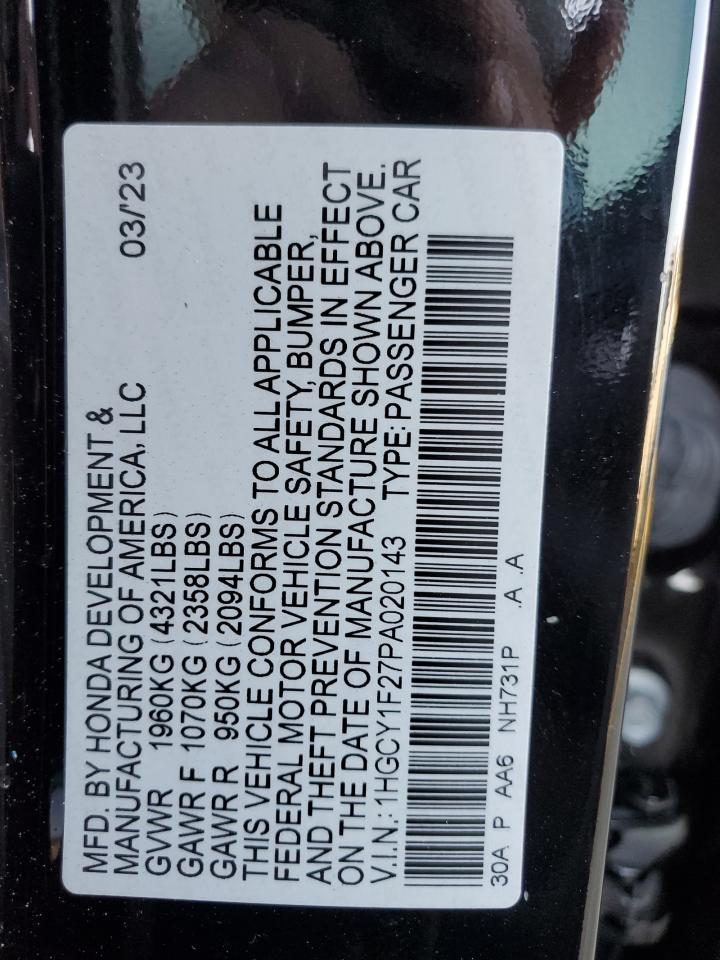 MFD. BY HONDA DEVELOPMENT &
MANUFACTURING OF AMERICA, LLC 03/'23
GVWR 1960KG (4321LBS)
GAWR F 1070KG (2358LBS)
GAWR R 950KG (2094LBS)
THIS VEHICLE CONFORMS TO ALL APPLICABLE
FEDERAL MOTOR VEHICLE SAFETY, BUMPER,
AND THEFT PREVENTION STANDARDS IN EFFECT
ON THE DATE OF MANUFACTURE SHOWN ABOVE.
V.I.N.: 1HGCY1F27PA020143 TYPE: PASSENGER CAR
30A P AA6 NH731P .A .A